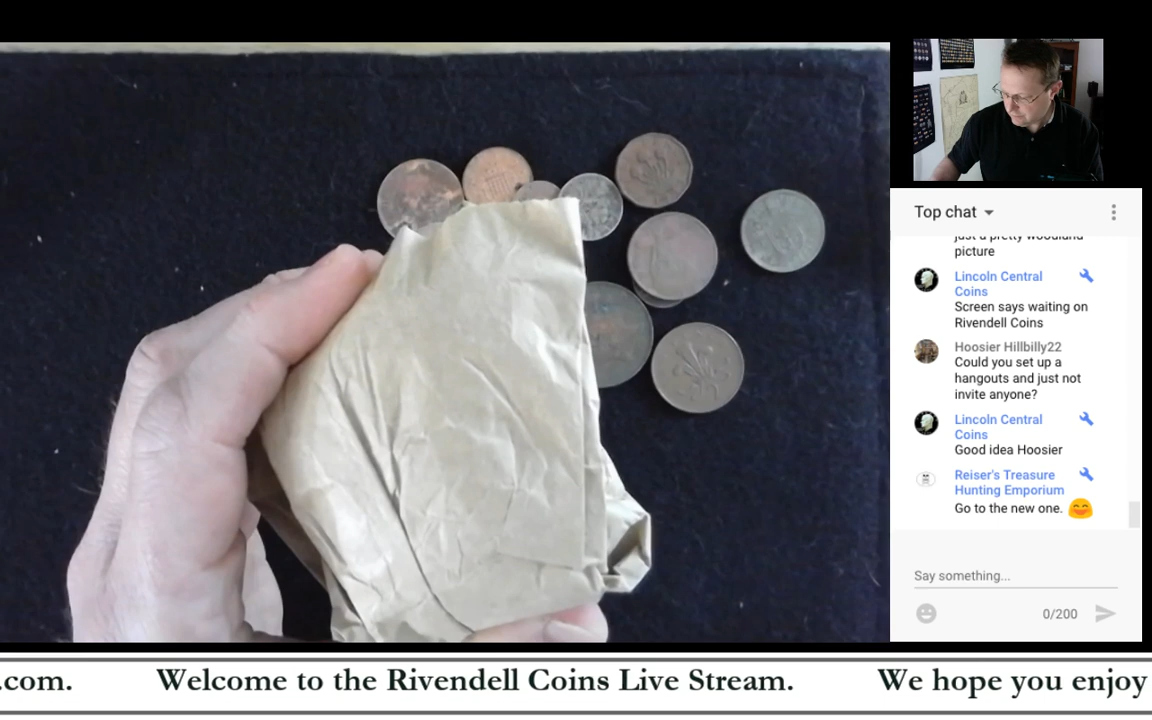 Top chat
just a pretty woodland
picture
Lincoln Central
Coins
Screen says waiting on
Rivendell Coins
Hoosier Hillbilly22
Could you set up a
hangouts and just not
invite anyone?
Lincoln Central
Coins
Good idea Hoosier
Reiser's Treasure
Hunting Emporium
Go to the new one.
Say something...
0/200
.com. Welcome to the Rivendell Coins Live Stream. We hope you enjoy